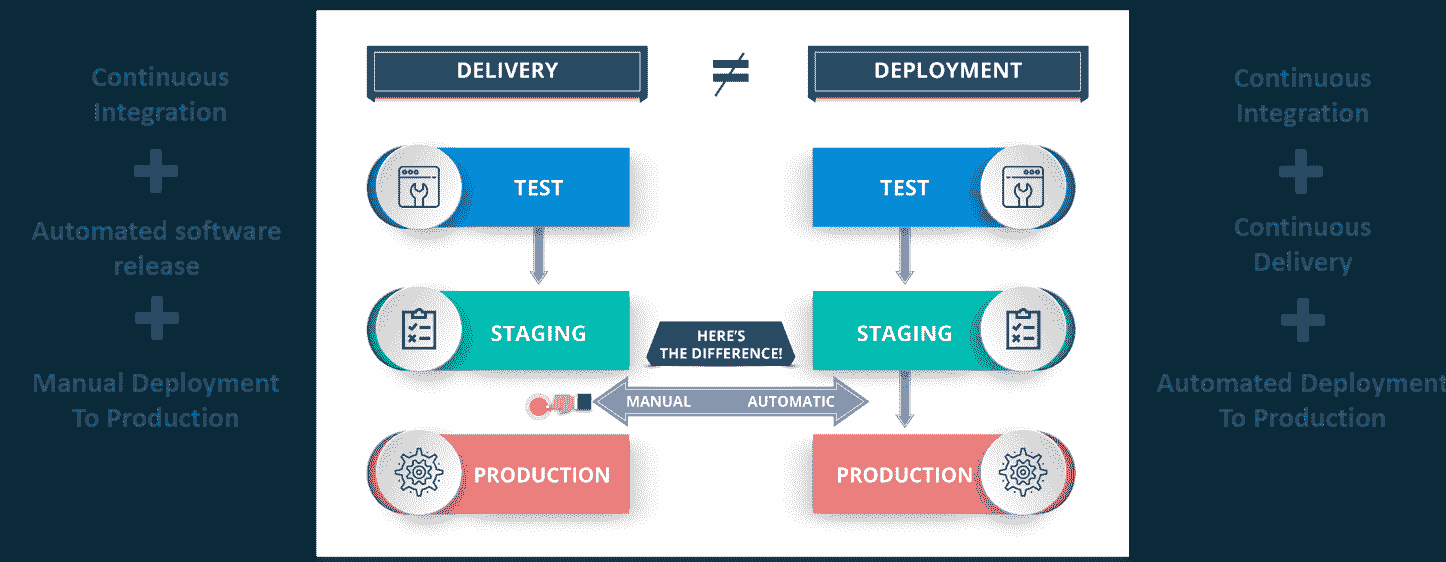 Continuous
Integration
Automated software
release
Manual Deployment
To Production
DELIVERY
≠
DEPLOYMENT
TEST
TEST
STAGING
HERE'S
THE DIFFERENCE!
STAGING
MANUAL
AUTOMATIC
PRODUCTION
PRODUCTION
Continuous
Integration
Continuous
Delivery
Automated Deployment
To Production